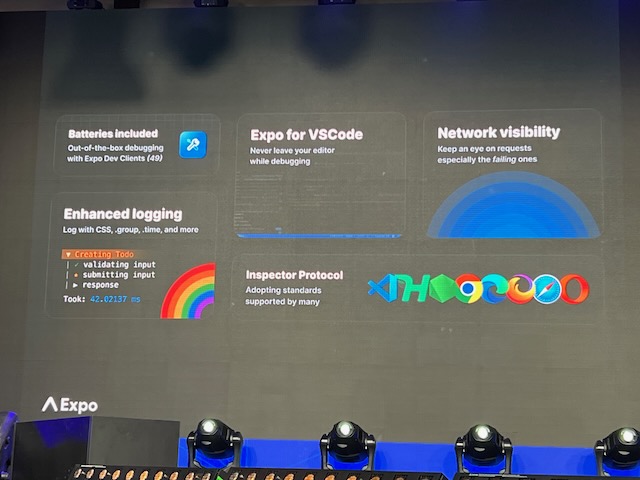 Batteries included
Out-of-the-box debugging
with Expo Dev Clients (49)
Expo for VSCode
Never leave your editor
while debugging
Network visibility
Keep an eye on requests
especially the failing ones
Enhanced logging
Log with CSS, .group, .time, and more
▼ Creating Todo
| ✓ validating input
| • submitting input
| ▶ response
Took: 42.02137 ms
Inspector Protocol
Adopting standards
supported by many
Expo